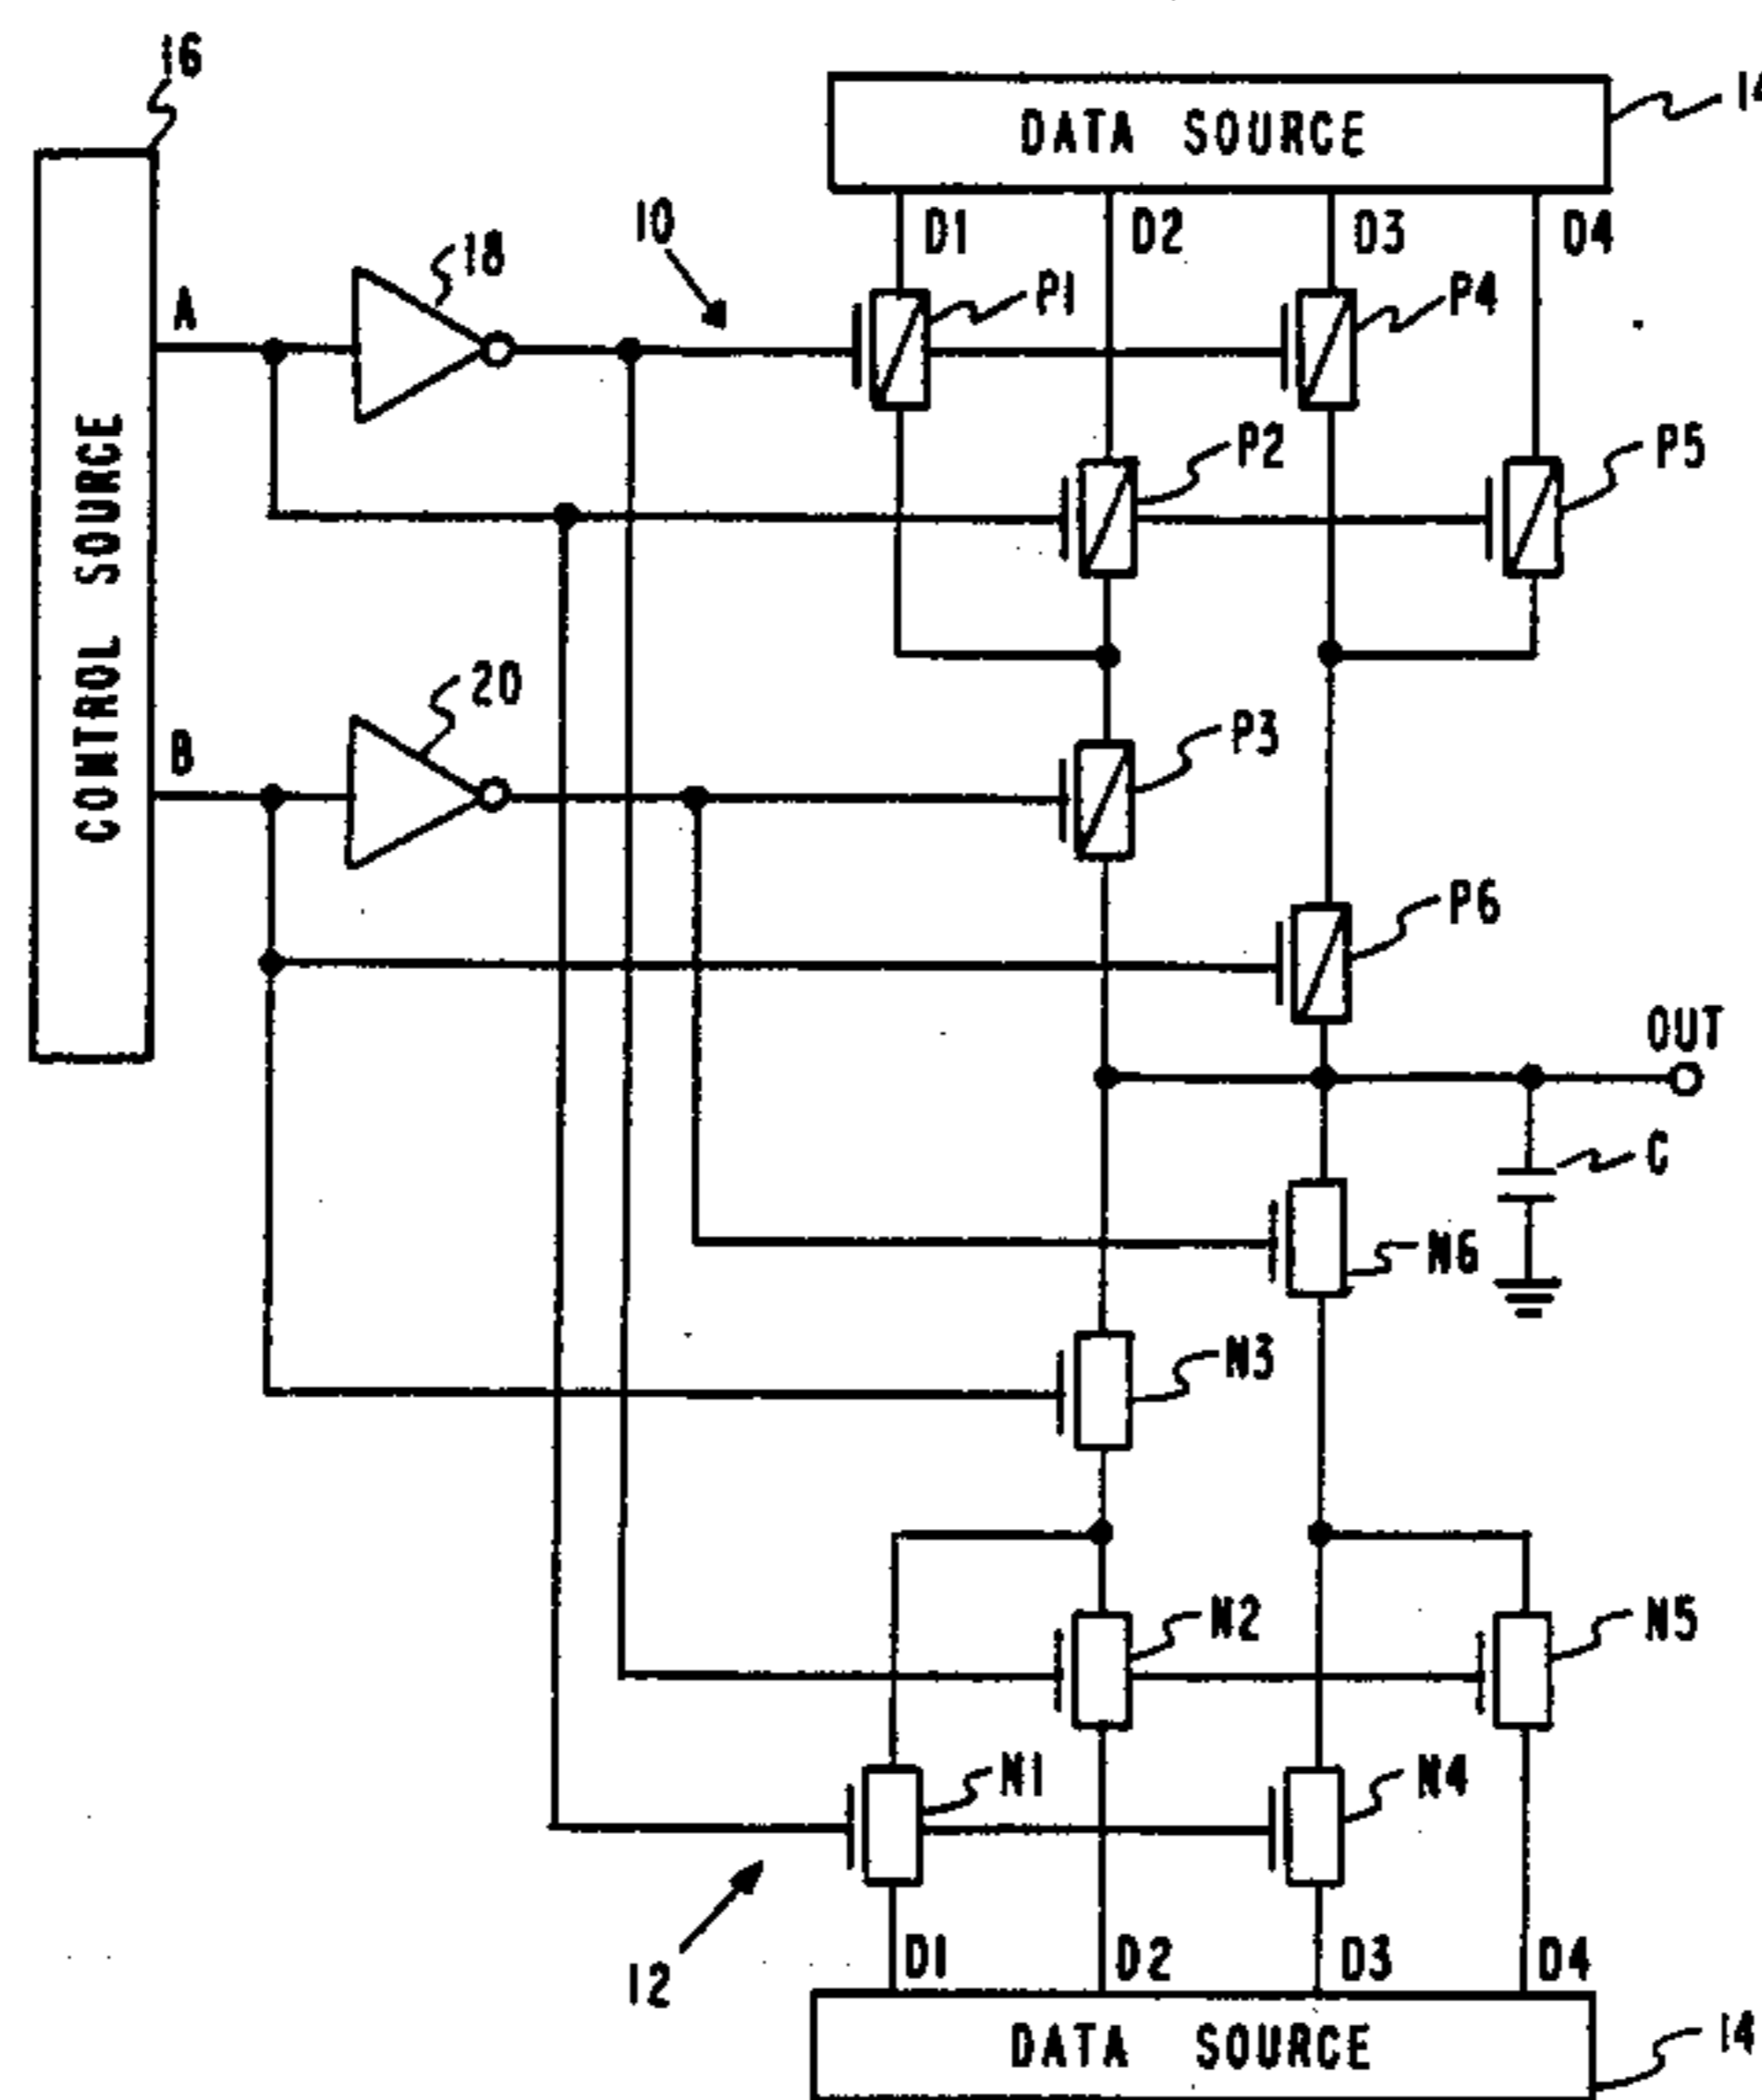 16
DATA SOURCE
D1
D2
D3
D4
A
18
10
P1
P4
P2
P5
CONTROL SOURCE
B
20
P3
P6
OUT
C
N6
N3
N2
N5
N1
N4
12
D1
D2
D3
D4
DATA SOURCE
14